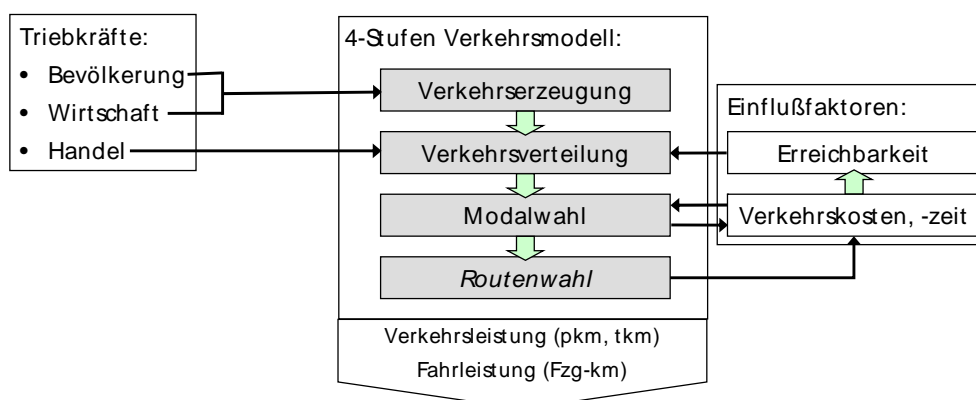 Triebkräfte:
• Bevölkerung
• Wirtschaft
• Handel
4-Stufen Verkehrsmodell:
Verkehrserzeugung
Verkehrsverteilung
Modalwahl
Routenwahl
Verkehrsleistung (pkm, tkm)
Fahrleistung (Fzg-km)
Einflußfaktoren:
Erreichbarkeit
Verkehrskosten, -zeit